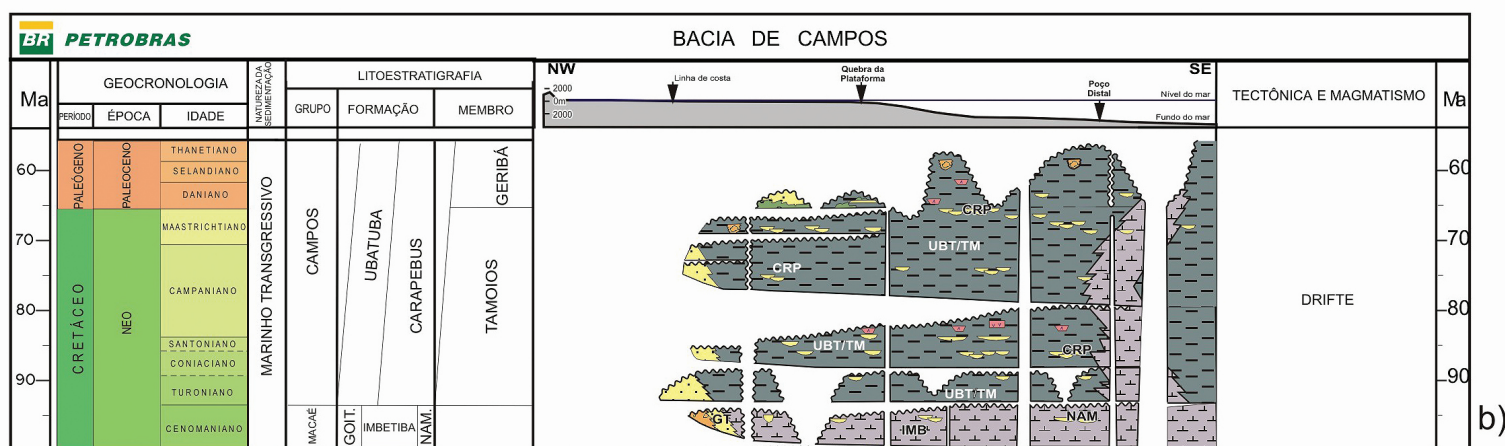 BR PETROBRAS
BACIA DE CAMPOS
Ma
GEOCRONOLOGIA
PERÍODO
ÉPOCA
IDADE
NATUREZA DA
SEDIMENTAÇÃO
LITOESTRATIGRAFIA
GRUPO
FORMAÇÃO
MEMBRO
NW
Linha de costa
Quebra da
Plataforma
Poço
Distal
SE
2000
0m
2000
Nível do mar
Fundo do mar
TECTÔNICA E MAGMATISMO
Ma
60
70
80
90
PALEÓGENO
CRETÁCEO
PALEOCENO
NEO
THANETIANO
SELANDIANO
DANIANO
MAASTRICHTIANO
CAMPANIANO
SANTONIANO
CONIACIANO
TURONIANO
CENOMANIANO
MARINHO TRANSGRESSIVO
CAMPOS
MACAÉ
UBATUBA
CARAPEBUS
GOIT.
IMBETIBA
NAM.
GERIBÁ
TAMOIOS
CRP
UBT/TM
CRP
UBT/TM
CRP
UBT/TM
GT
IMB
NAM
DRIFTE
60
70
80
90
b)